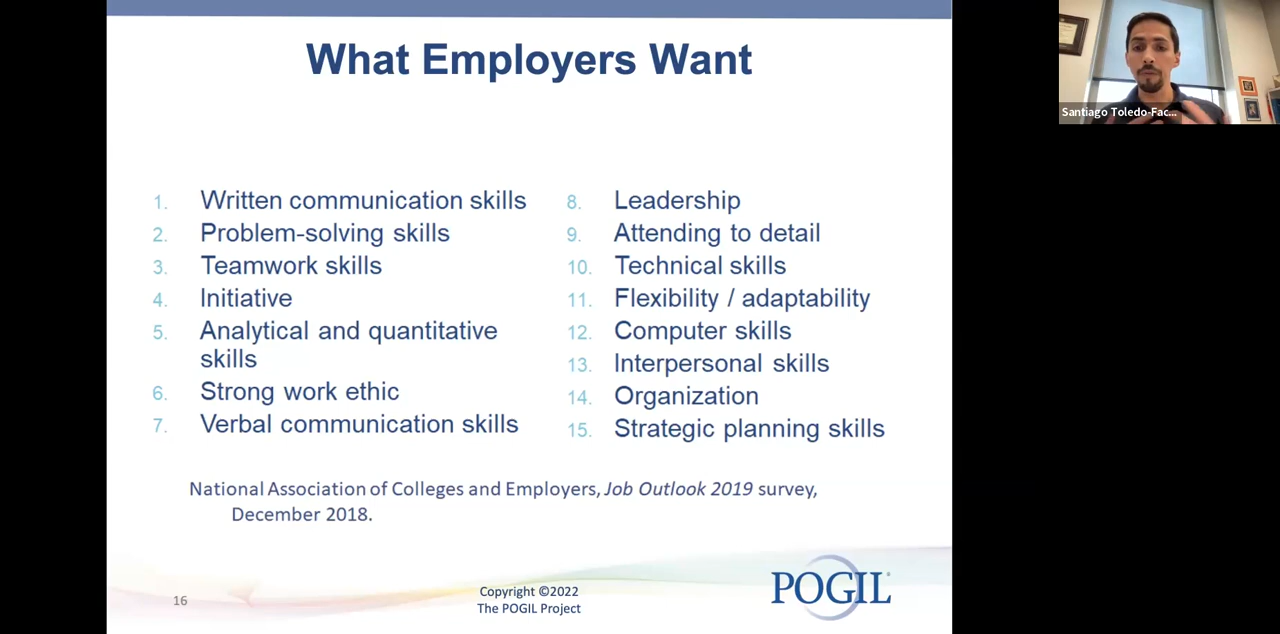 What Employers Want
1. Written communication skills
2. Problem-solving skills
3. Teamwork skills
4. Initiative
5. Analytical and quantitative
skills
6. Strong work ethic
7. Verbal communication skills
8. Leadership
9. Attending to detail
10. Technical skills
11. Flexibility / adaptability
12. Computer skills
13. Interpersonal skills
14. Organization
15. Strategic planning skills
National Association of Colleges and Employers, Job Outlook 2019 survey,
December 2018.
16
Copyright ©2022
The POGIL Project
POGIL
Santiago Toledo-Fac...